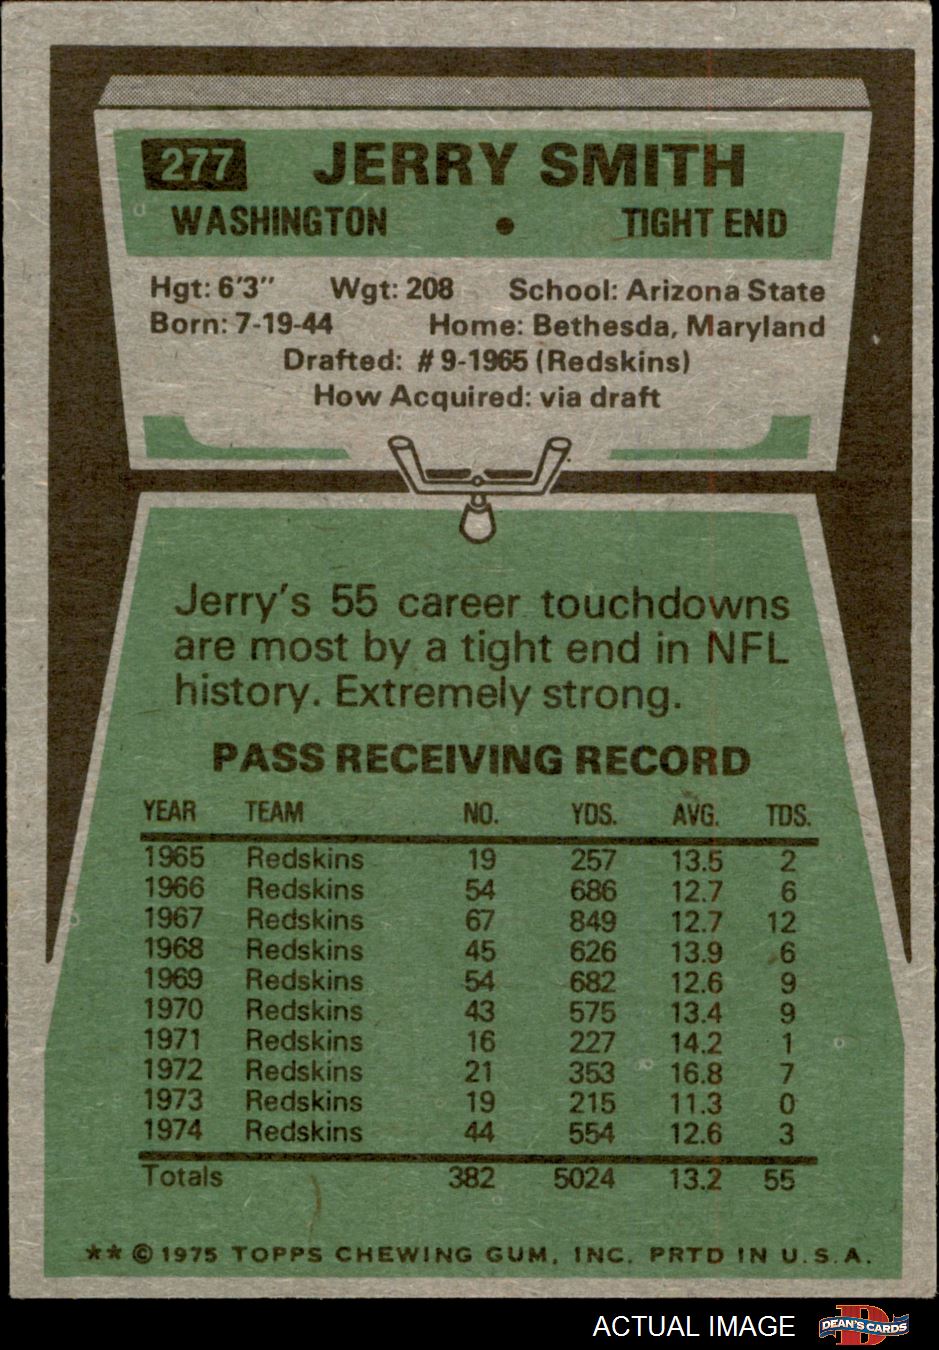 277 JERRY SMITH
WASHINGTON • TIGHT END
Hgt: 6'3" Wgt: 208 School: Arizona State
Born: 7-19-44 Home: Bethesda, Maryland
Drafted: #9-1965 (Redskins)
How Acquired: via draft
Jerry's 55 career touchdowns
are most by a tight end in NFL
history. Extremely strong.
PASS RECEIVING RECORD
YEAR TEAM NO. YDS. AVG. TDS.
1965 Redskins 19 257 13.5 2
1966 Redskins 54 686 12.7 6
1967 Redskins 67 849 12.7 12
1968 Redskins 45 626 13.9 6
1969 Redskins 54 682 12.6 9
1970 Redskins 43 575 13.4 9
1971 Redskins 16 227 14.2 1
1972 Redskins 21 353 16.8 7
1973 Redskins 19 215 11.3 0
1974 Redskins 44 554 12.6 3
Totals 382 5024 13.2 55
** © 1975 TOPPS CHEWING GUM, INC. PRTD IN U.S.A.
ACTUAL IMAGE D DEAN'S CARDS